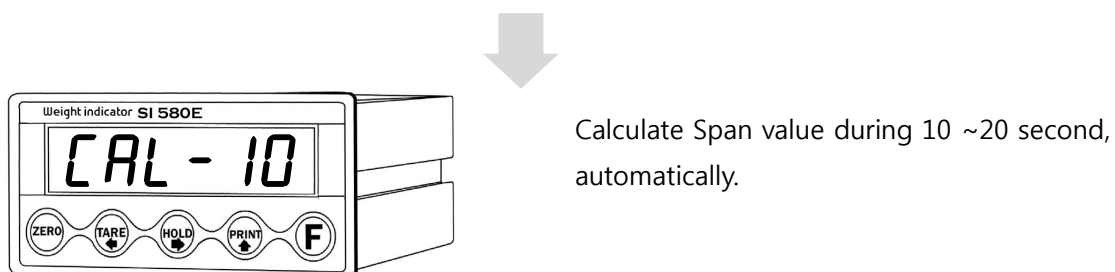 Weight indicator SI 580E
CAL - 10
ZERO TARE HOLD PRINT F
Calculate Span value during 10 ~20 second,
automatically.